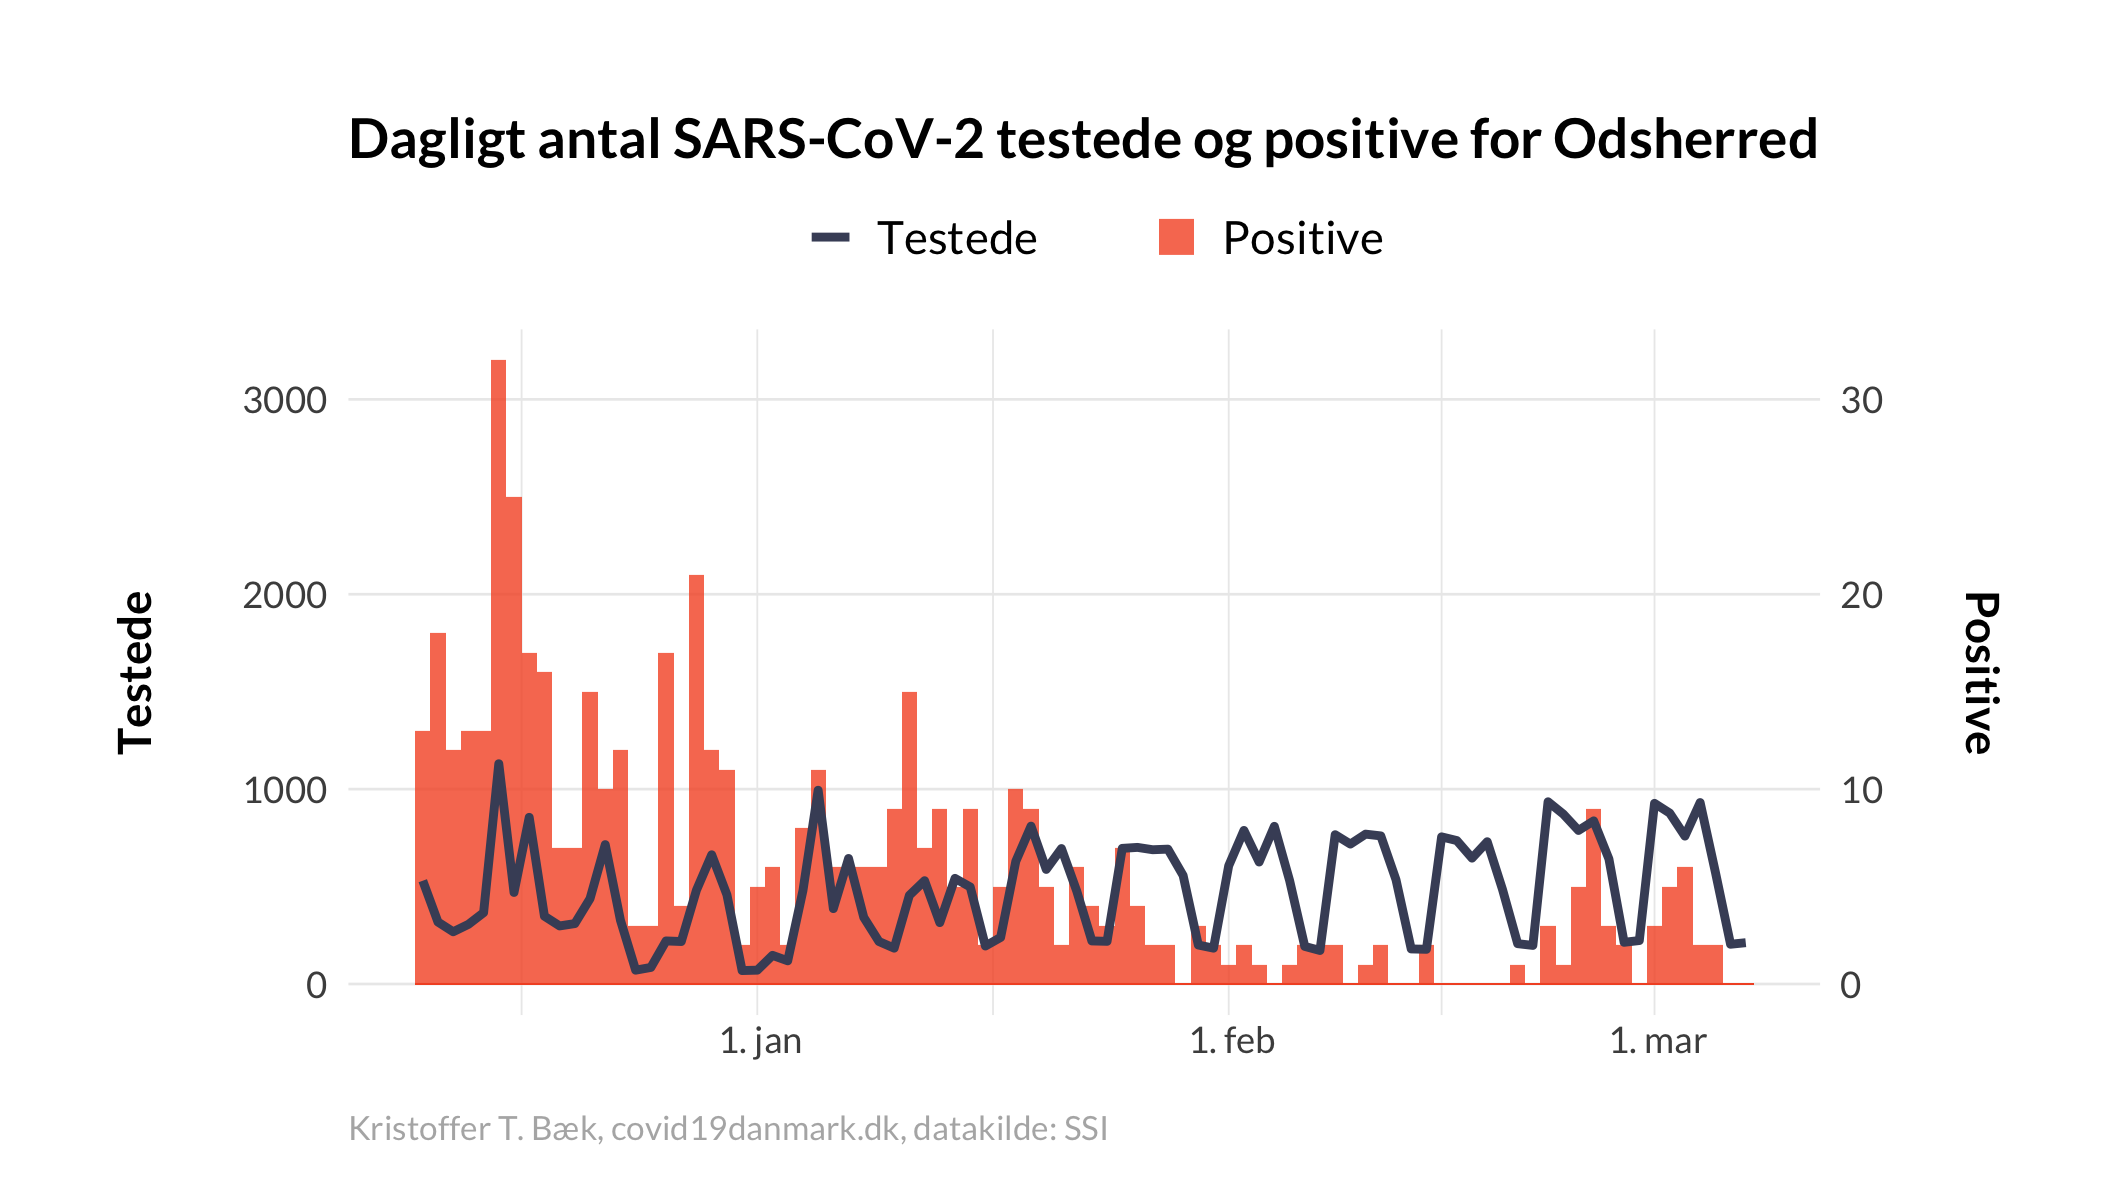 Dagligt antal SARS-CoV-2 testede og positive for Odsherred
Testede Positive
3000 30
2000 20
Testede
Positive
1000 10
0 0
1. jan 1. feb 1. mar
Kristoffer T. Bæk, covid19danmark.dk, datakilde: SSI